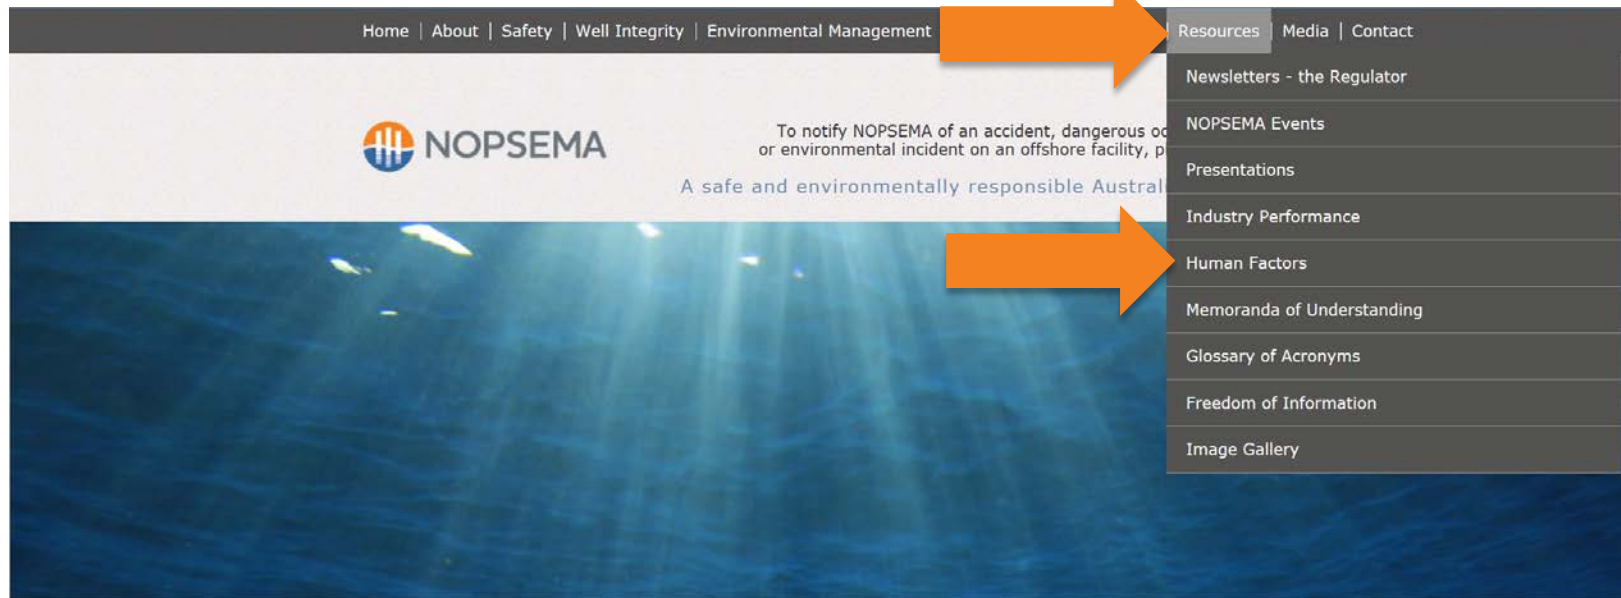 Home | About | Safety | Well Integrity | Environmental Management | Resources | Media | Contact
Newsletters - the Regulator
NOPSEMA Events
Presentations
Industry Performance
Human Factors
Memoranda of Understanding
Glossary of Acronyms
Freedom of Information
Image Gallery
NOPSEMA
To notify NOPSEMA of an accident, dangerous
or environmental incident on an offshore facility,
A safe and environmentally responsible